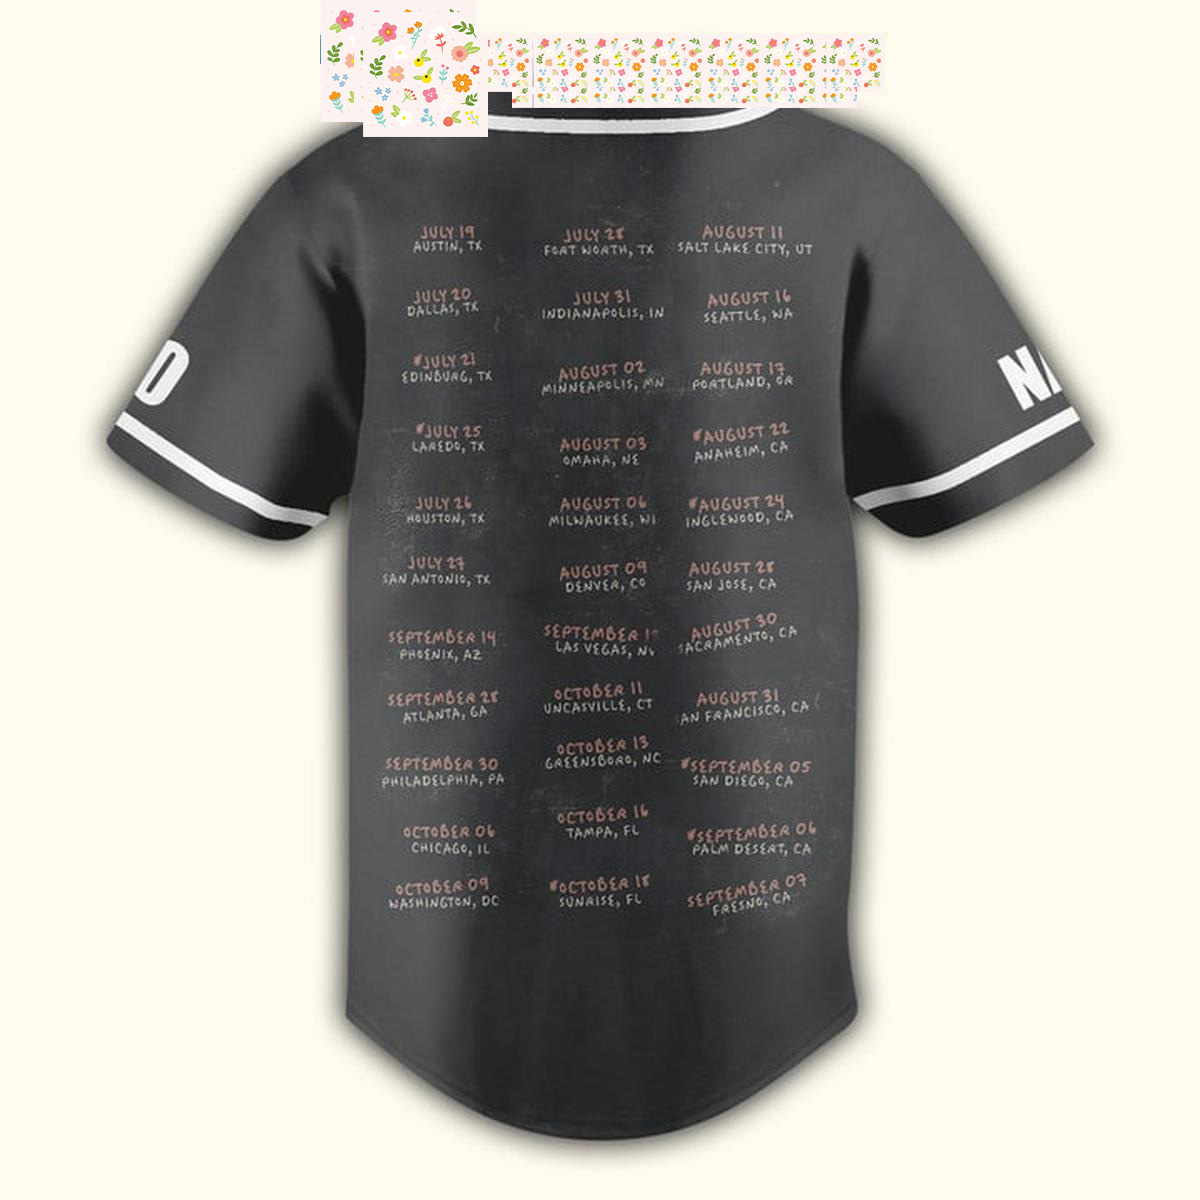 JULY 19
AUSTIN, TX
JULY 20
DALLAS, TX
*JULY 21
EDINBURG, TX
*JULY 25
LAREDO, TX
JULY 26
HOUSTON, TX
JULY 27
SAN ANTONIO, TX
SEPTEMBER 14
PHOENIX, AZ
SEPTEMBER 28
ATLANTA, GA
SEPTEMBER 30
PHILADELPHIA, PA
OCTOBER 06
CHICAGO, IL
OCTOBER 09
WASHINGTON, DC
JULY 28
FORT WORTH, TX
JULY 31
INDIANAPOLIS, IN
AUGUST 02
MINNEAPOLIS, MN
AUGUST 03
OMAHA, NE
AUGUST 06
MILWAUKEE, WI
AUGUST 09
DENVER, CO
SEPTEMBER
LAS VEGAS, NV
OCTOBER 11
UNCASVILLE, CT
OCTOBER 13
GREENSBORO, NC
OCTOBER 16
TAMPA, FL
*OCTOBER 18
SUNRISE, FL
AUGUST 11
SALT LAKE CITY, UT
AUGUST 16
SEATTLE, WA
AUGUST 17
PORTLAND, OR
*AUGUST 22
ANAHEIM, CA
*AUGUST 24
INGLEWOOD, CA
AUGUST 28
SAN JOSE, CA
AUGUST 30
SACRAMENTO, CA
AUGUST 31
SAN FRANCISCO, CA
*SEPTEMBER 05
SAN DIEGO, CA
*SEPTEMBER 06
PALM DESERT, CA
SEPTEMBER 07
FRESNO, CA